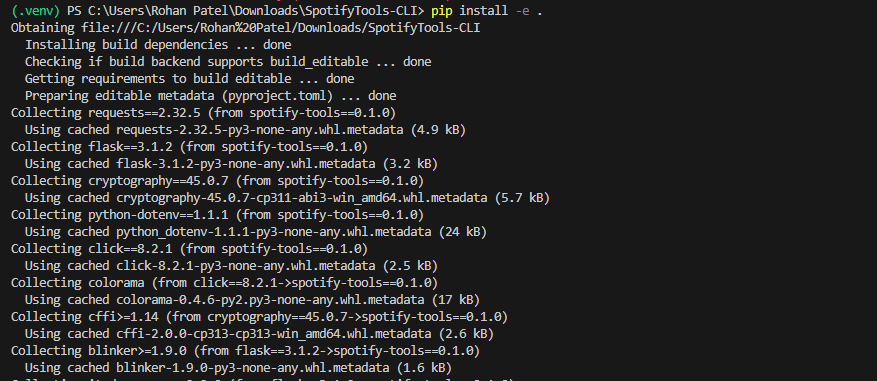 (.venv) PS C:\Users\Rohan Patel\Downloads\SpotifyTools-CLI> pip install -e .
Obtaining file:///C:/Users/Rohan%20Patel/Downloads/SpotifyTools-CLI
  Installing build dependencies ... done
  Checking if build backend supports build_editable ... done
  Getting requirements to build editable ... done
  Preparing editable metadata (pyproject.toml) ... done
Collecting requests==2.32.5 (from spotify-tools==0.1.0)
  Using cached requests-2.32.5-py3-none-any.whl.metadata (4.9 kB)
Collecting flask==3.1.2 (from spotify-tools==0.1.0)
  Using cached flask-3.1.2-py3-none-any.whl.metadata (3.2 kB)
Collecting cryptography==45.0.7 (from spotify-tools==0.1.0)
  Using cached cryptography-45.0.7-cp311-abi3-win_amd64.whl.metadata (5.7 kB)
Collecting python-dotenv==1.1.1 (from spotify-tools==0.1.0)
  Using cached python_dotenv-1.1.1-py3-none-any.whl.metadata (24 kB)
Collecting click==8.2.1 (from spotify-tools==0.1.0)
  Using cached click-8.2.1-py3-none-any.whl.metadata (2.5 kB)
Collecting colorama (from click==8.2.1->spotify-tools==0.1.0)
  Using cached colorama-0.4.6-py2.py3-none-any.whl.metadata (17 kB)
Collecting cffi>=1.14 (from cryptography==45.0.7->spotify-tools==0.1.0)
  Using cached cffi-2.0.0-cp313-cp313-win_amd64.whl.metadata (2.6 kB)
Collecting blinker>=1.9.0 (from flask==3.1.2->spotify-tools==0.1.0)
  Using cached blinker-1.9.0-py3-none-any.whl.metadata (1.6 kB)